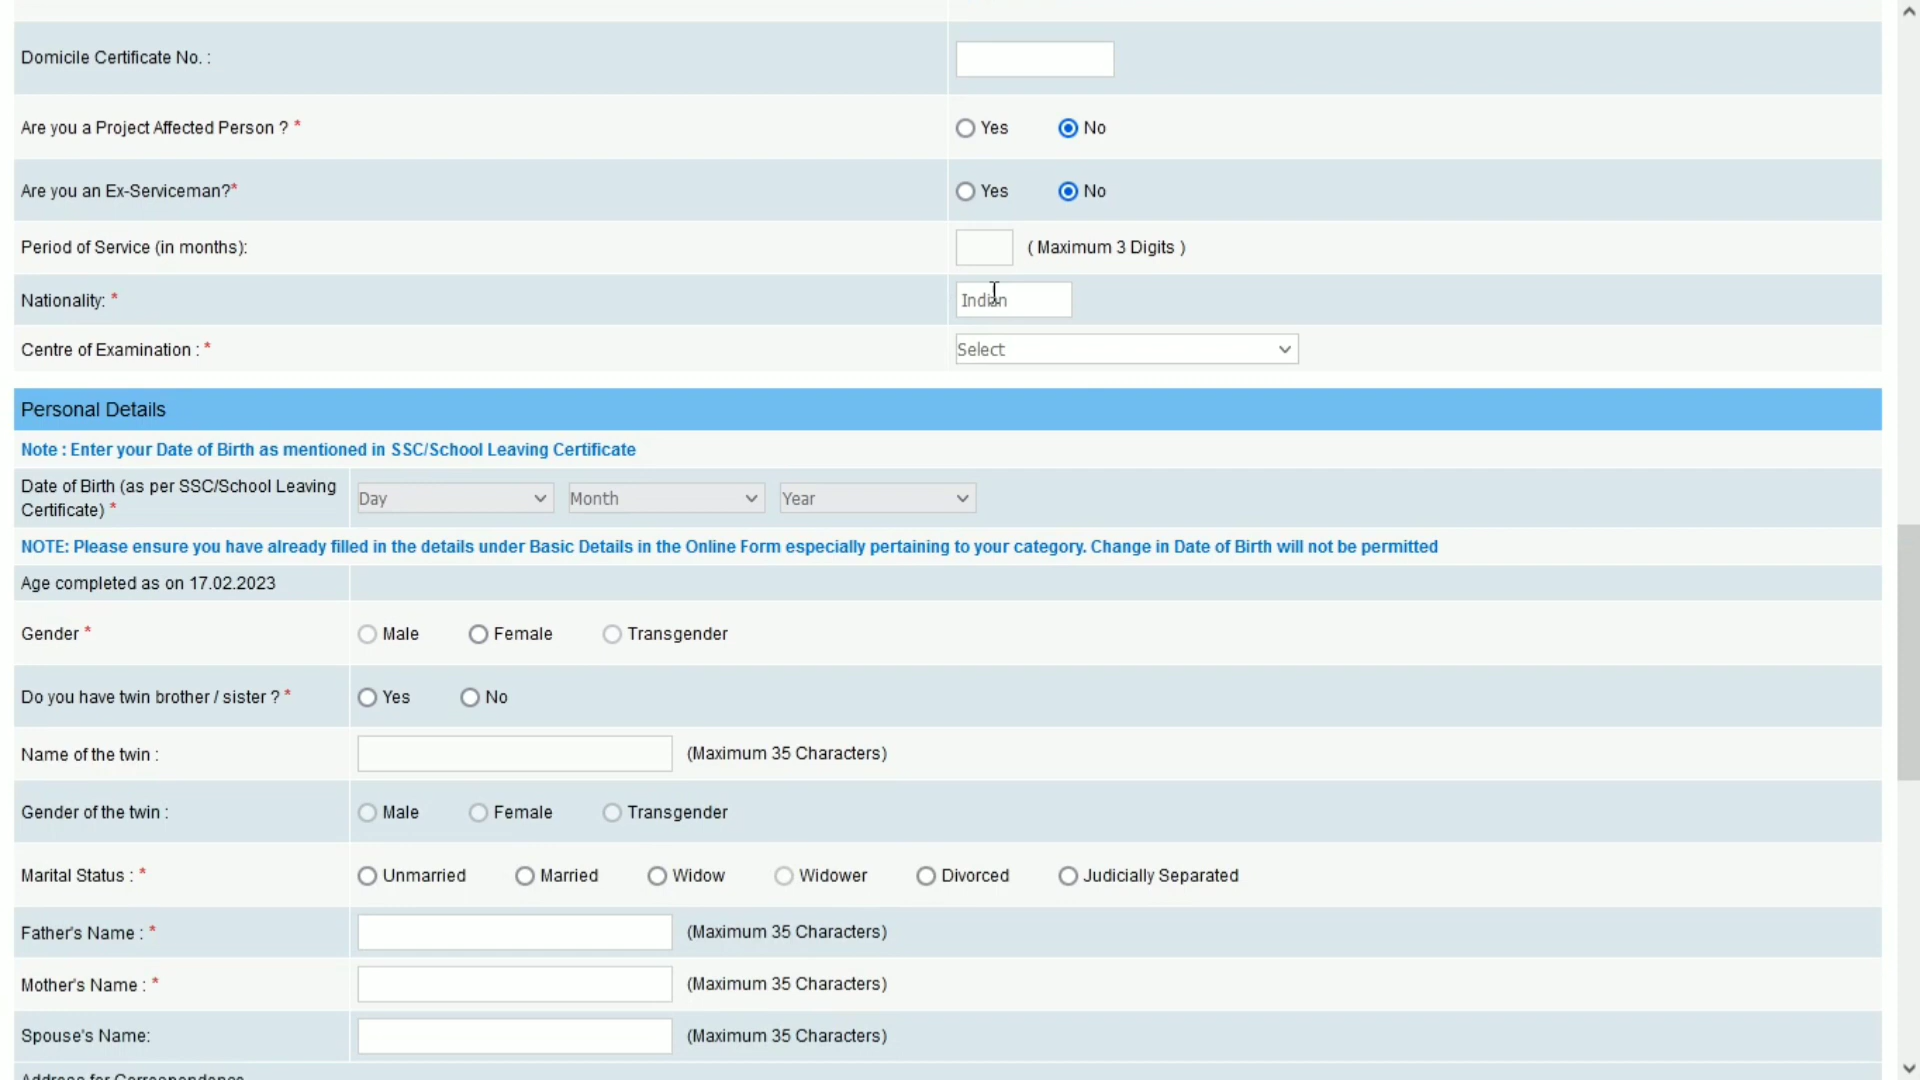 Domicile Certificate No. :
Are you a Project Affected Person ? * Yes No
Are you an Ex-Serviceman?* Yes No
Period of Service (in months): ( Maximum 3 Digits )
Nationality: * Indian
Centre of Examination : * Select
Personal Details
Note : Enter your Date of Birth as mentioned in SSC/School Leaving Certificate
Date of Birth (as per SSC/School Leaving
Certificate) * Day Month Year
NOTE: Please ensure you have already filled in the details under Basic Details in the Online Form especially pertaining to your category. Change in Date of Birth will not be permitted
Age completed as on 17.02.2023
Gender * Male Female Transgender
Do you have twin brother / sister ? * Yes No
Name of the twin : (Maximum 35 Characters)
Gender of the twin : Male Female Transgender
Marital Status : * Unmarried Married Widow Widower Divorced Judicially Separated
Father's Name : * (Maximum 35 Characters)
Mother's Name : * (Maximum 35 Characters)
Spouse's Name: (Maximum 35 Characters)
Address for Correspondence